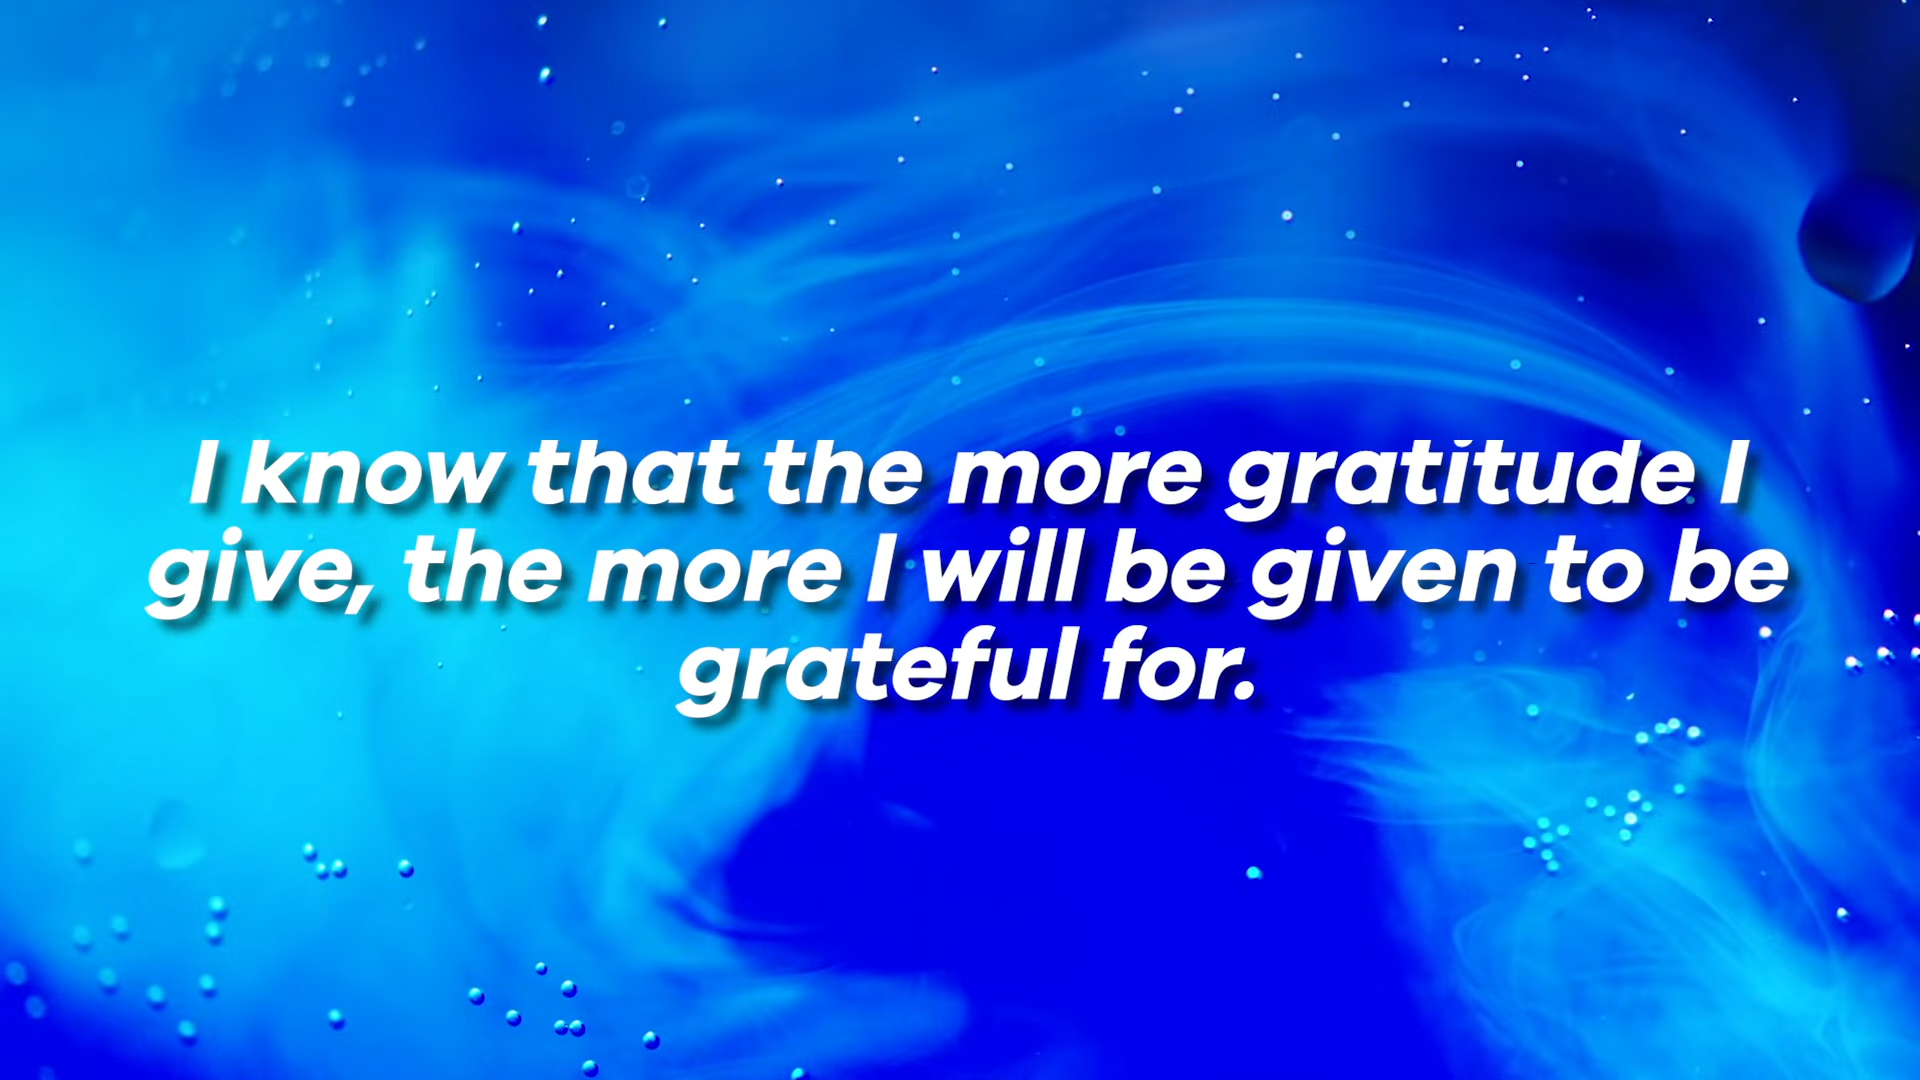 I know that the more gratitude I
give, the more I will be given to be
grateful for.